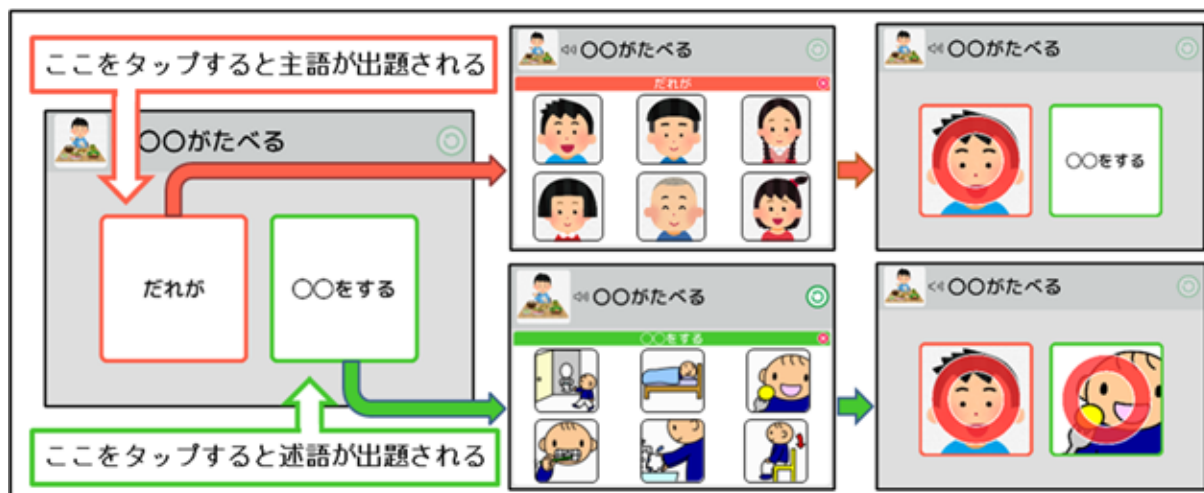 ここをタップすると主語が出題される
〇〇がたべる
だれが
〇〇をする
ここをタップすると述語が出題される
〇〇がたべる
だれが
〇〇がたべる
〇〇をする
〇〇がたべる
〇〇をする
〇〇がたべる